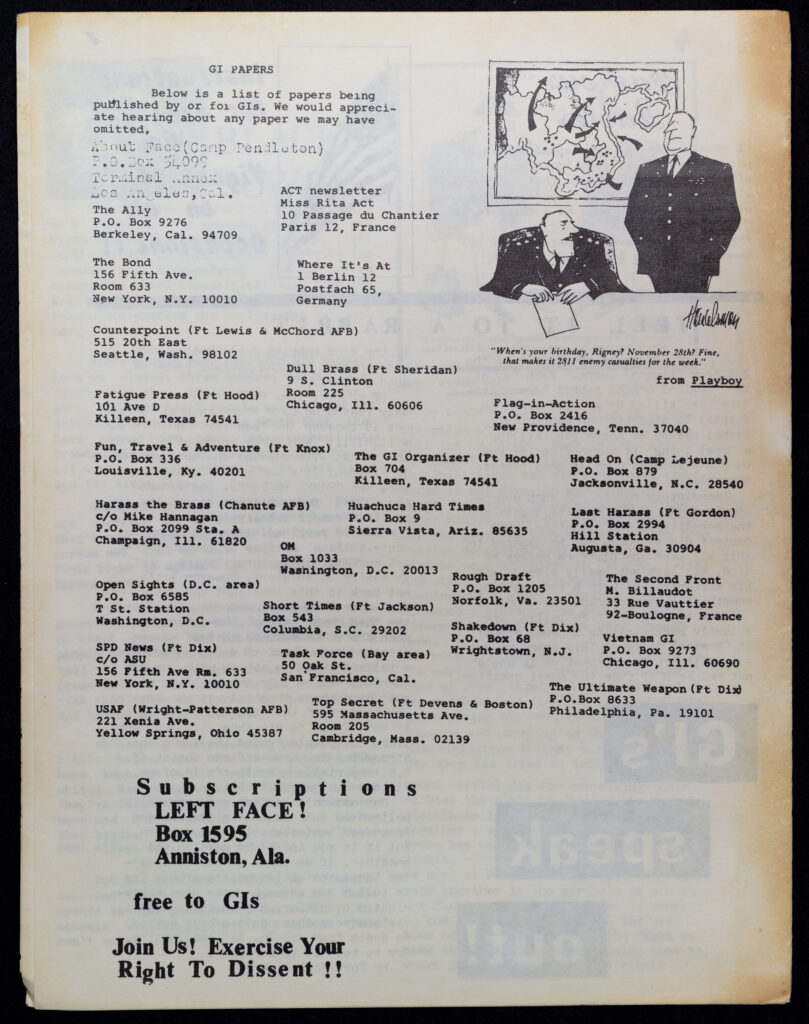 GI PAPERS
Below is a list of papers being
published by or for GIs. We would appreci-
ate hearing about any paper we may have
omitted.
About Face(Camp Pendleton)
P.O.Box 54099
Terminal Annex
Los Angeles,Cal.
ACT newsletter
Miss Rita Act
10 Passage du Chantier
Paris 12, France
The Ally
P.O. Box 9276
Berkeley, Cal. 94709
The Bond
156 Fifth Ave.
Room 633
New York, N.Y. 10010
Where It's At
1 Berlin 12
Postfach 65,
Germany
Handelsman
"When's your birthday, Rigney? November 28th? Fine,
that makes it 2811 enemy casualties for the week."
from Playboy
Counterpoint (Ft Lewis & McChord AFB)
515 20th East
Seattle, Wash. 98102
Dull Brass (Ft Sheridan)
9 S. Clinton
Room 225
Chicago, Ill. 60606
Fatigue Press (Ft Hood)
101 Ave D
Killeen, Texas 74541
Flag-in-Action
P.O. Box 2416
New Providence, Tenn. 37040
Fun, Travel & Adventure (Ft Knox)
P.O. Box 336
Louisville, Ky. 40201
The GI Organizer (Ft Hood)
Box 704
Killeen, Texas 74541
Head On (Camp Lejeune)
P.O. Box 879
Jacksonville, N.C. 28540
Harass the Brass (Chanute AFB)
c/o Mike Hannagan
P.O. Box 2099 Sta. A
Champaign, Ill. 61820
Huachuca Hard Times
P.O. Box 9
Sierra Vista, Ariz. 85635
Last Harass (Ft Gordon)
P.O. Box 2994
Hill Station
Augusta, Ga. 30904
OM
Box 1033
Washington, D.C. 20013
Open Sights (D.C. area)
P.O. Box 6585
T St. Station
Washington, D.C.
Short Times (Ft Jackson)
Box 543
Columbia, S.C. 29202
Rough Draft
P.O. Box 1205
Norfolk, Va. 23501
The Second Front
M. Billaudot
33 Rue Vauttier
92-Boulogne, France
SPD News (Ft Dix)
c/o ASU
156 Fifth Ave Rm. 633
New York, N.Y. 10010
Task Force (Bay area)
50 Oak St.
San Francisco, Cal.
Shakedown (Ft Dix)
P.O. Box 68
Wrightstown, N.J.
Vietnam GI
P.O. Box 9273
Chicago, Ill. 60690
USAF (Wright-Patterson AFB)
221 Xenia Ave.
Yellow Springs, Ohio 45387
Top Secret (Ft Devens & Boston)
595 Massachusetts Ave.
Room 205
Cambridge, Mass. 02139
The Ultimate Weapon (Ft Dix)
P.O.Box 8633
Philadelphia, Pa. 19101
Subscriptions
LEFT FACE!
Box 1595
Anniston, Ala.
free to GIs
Join Us! Exercise Your
Right To Dissent !!
GI's
speak
out!